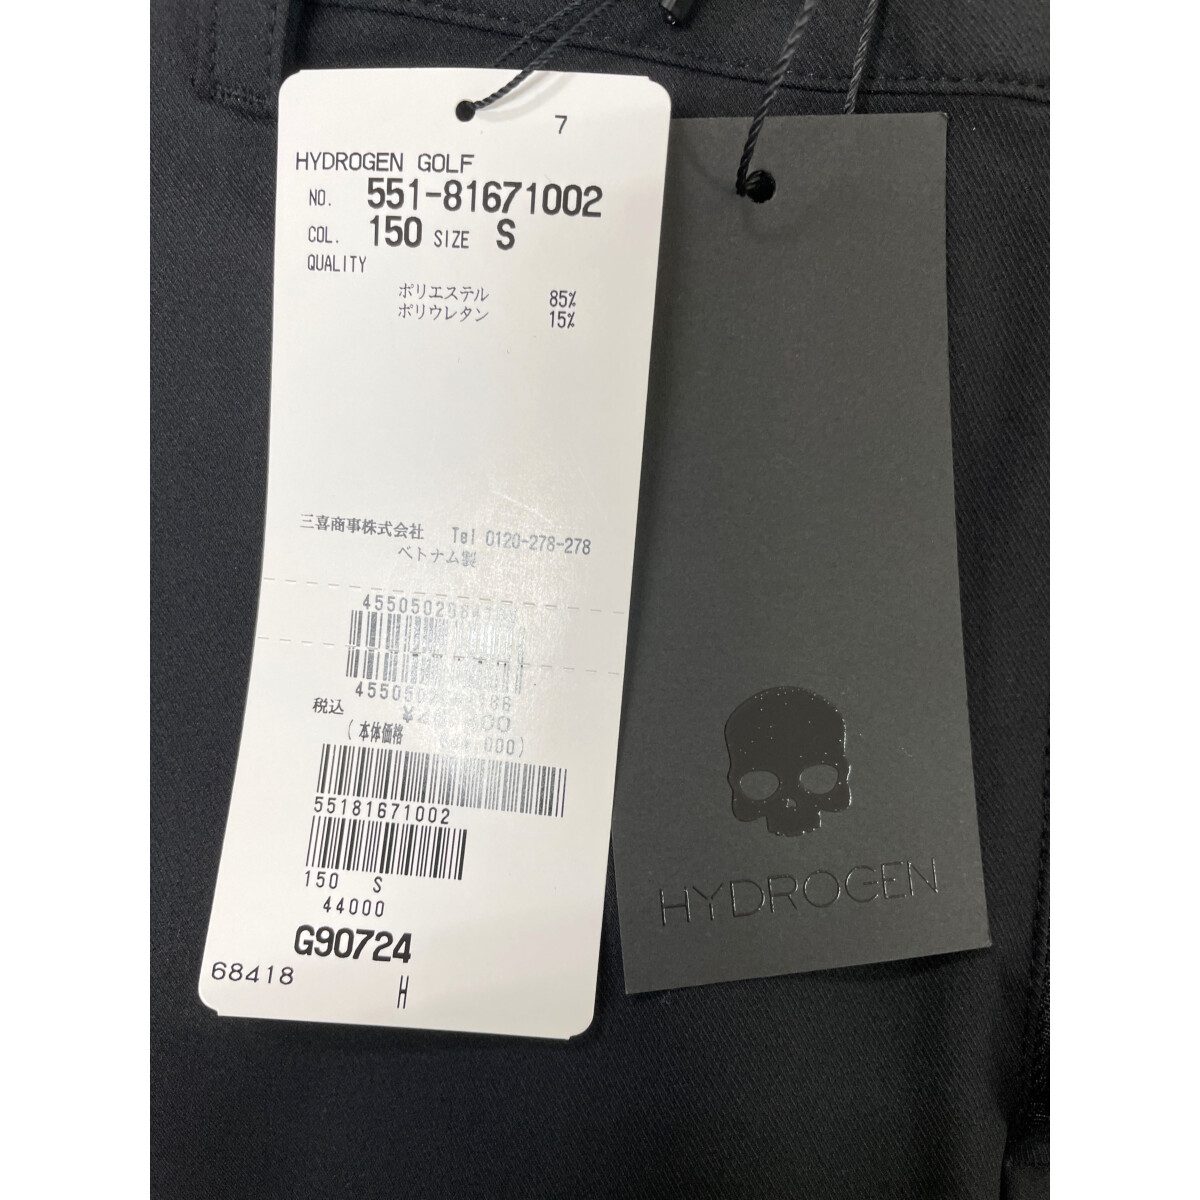 7
HYDROGEN GOLF
NO. 551-81671002
COL. 150 SIZE S
QUALITY
ポリエステル 85%
ポリウレタン 15%
三喜商事株式会社 Tel 0120-278-278
ベトナム製
税込
(本体価格
55181671002
150 S
44000
G90724
68418
H
HYDROGEN